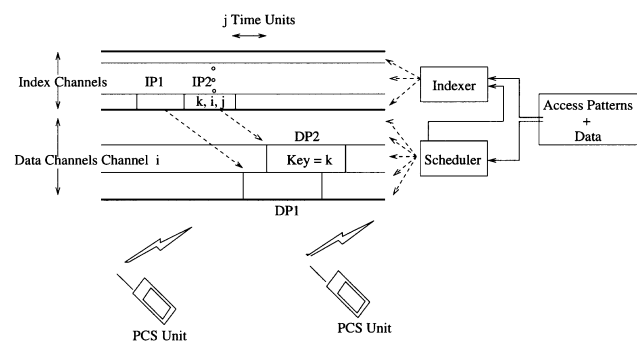 j Time Units
Index Channels
IP1
IP2
k, i, j
Indexer
Access Patterns
+
Data
DP2
Data Channels Channel i
Key = k
Scheduler
DP1
PCS Unit
PCS Unit